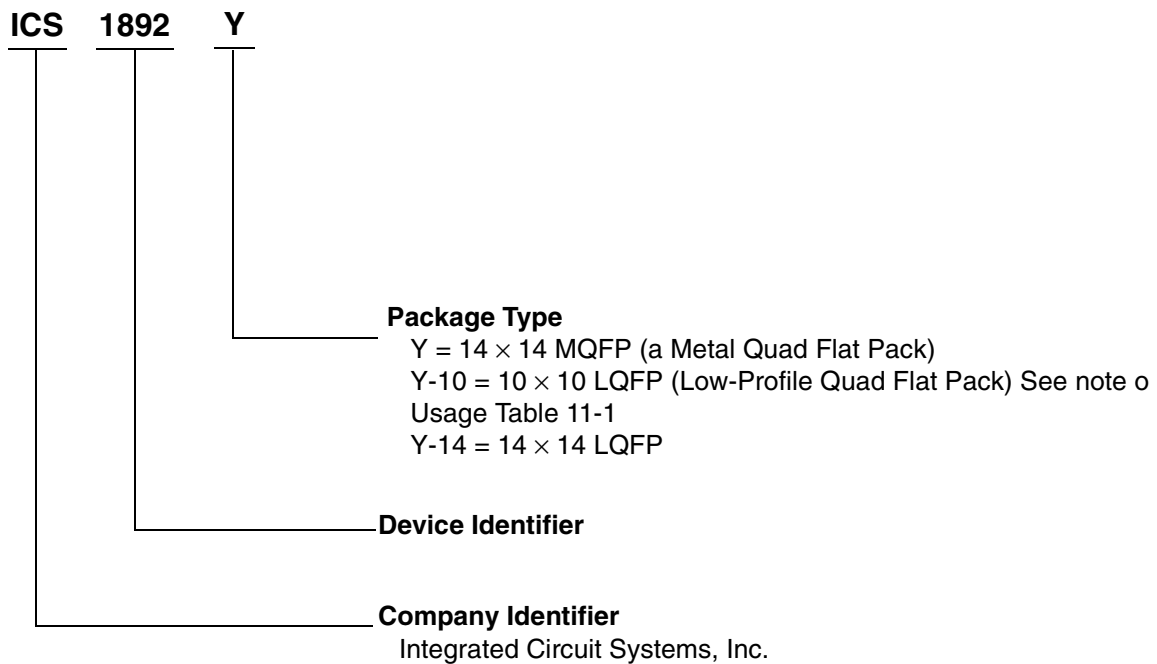 ICS 1892 Y
Package Type
Y = 14 × 14 MQFP (a Metal Quad Flat Pack)
Y-10 = 10 × 10 LQFP (Low-Profile Quad Flat Pack) See note o
Usage Table 11-1
Y-14 = 14 × 14 LQFP
Device Identifier
Company Identifier
Integrated Circuit Systems, Inc.